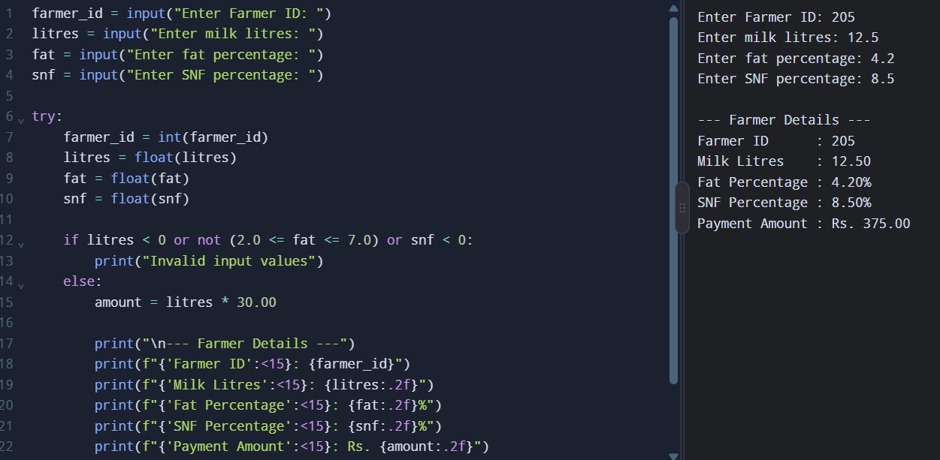 1 farmer_id = input("Enter Farmer ID: ")
2 litres = input("Enter milk litres: ")
3 fat = input("Enter fat percentage: ")
4 snf = input("Enter SNF percentage: ")
5
6 try:
7     farmer_id = int(farmer_id)
8     litres = float(litres)
9     fat = float(fat)
10     snf = float(snf)
11
12     if litres < 0 or not (2.0 <= fat <= 7.0) or snf < 0:
13         print("Invalid input values")
14     else:
15         amount = litres * 30.00
16
17         print("\n--- Farmer Details ---")
18         print(f"{'Farmer ID':<15}: {farmer_id}")
19         print(f"{'Milk Litres':<15}: {litres:.2f}")
20         print(f"{'Fat Percentage':<15}: {fat:.2f}%")
21         print(f"{'SNF Percentage':<15}: {snf:.2f}%")
22         print(f"{'Payment Amount':<15}: Rs. {amount:.2f}")
Enter Farmer ID: 205
Enter milk litres: 12.5
Enter fat percentage: 4.2
Enter SNF percentage: 8.5

--- Farmer Details ---
Farmer ID      : 205
Milk Litres    : 12.50
Fat Percentage : 4.20%
SNF Percentage : 8.50%
Payment Amount : Rs. 375.00